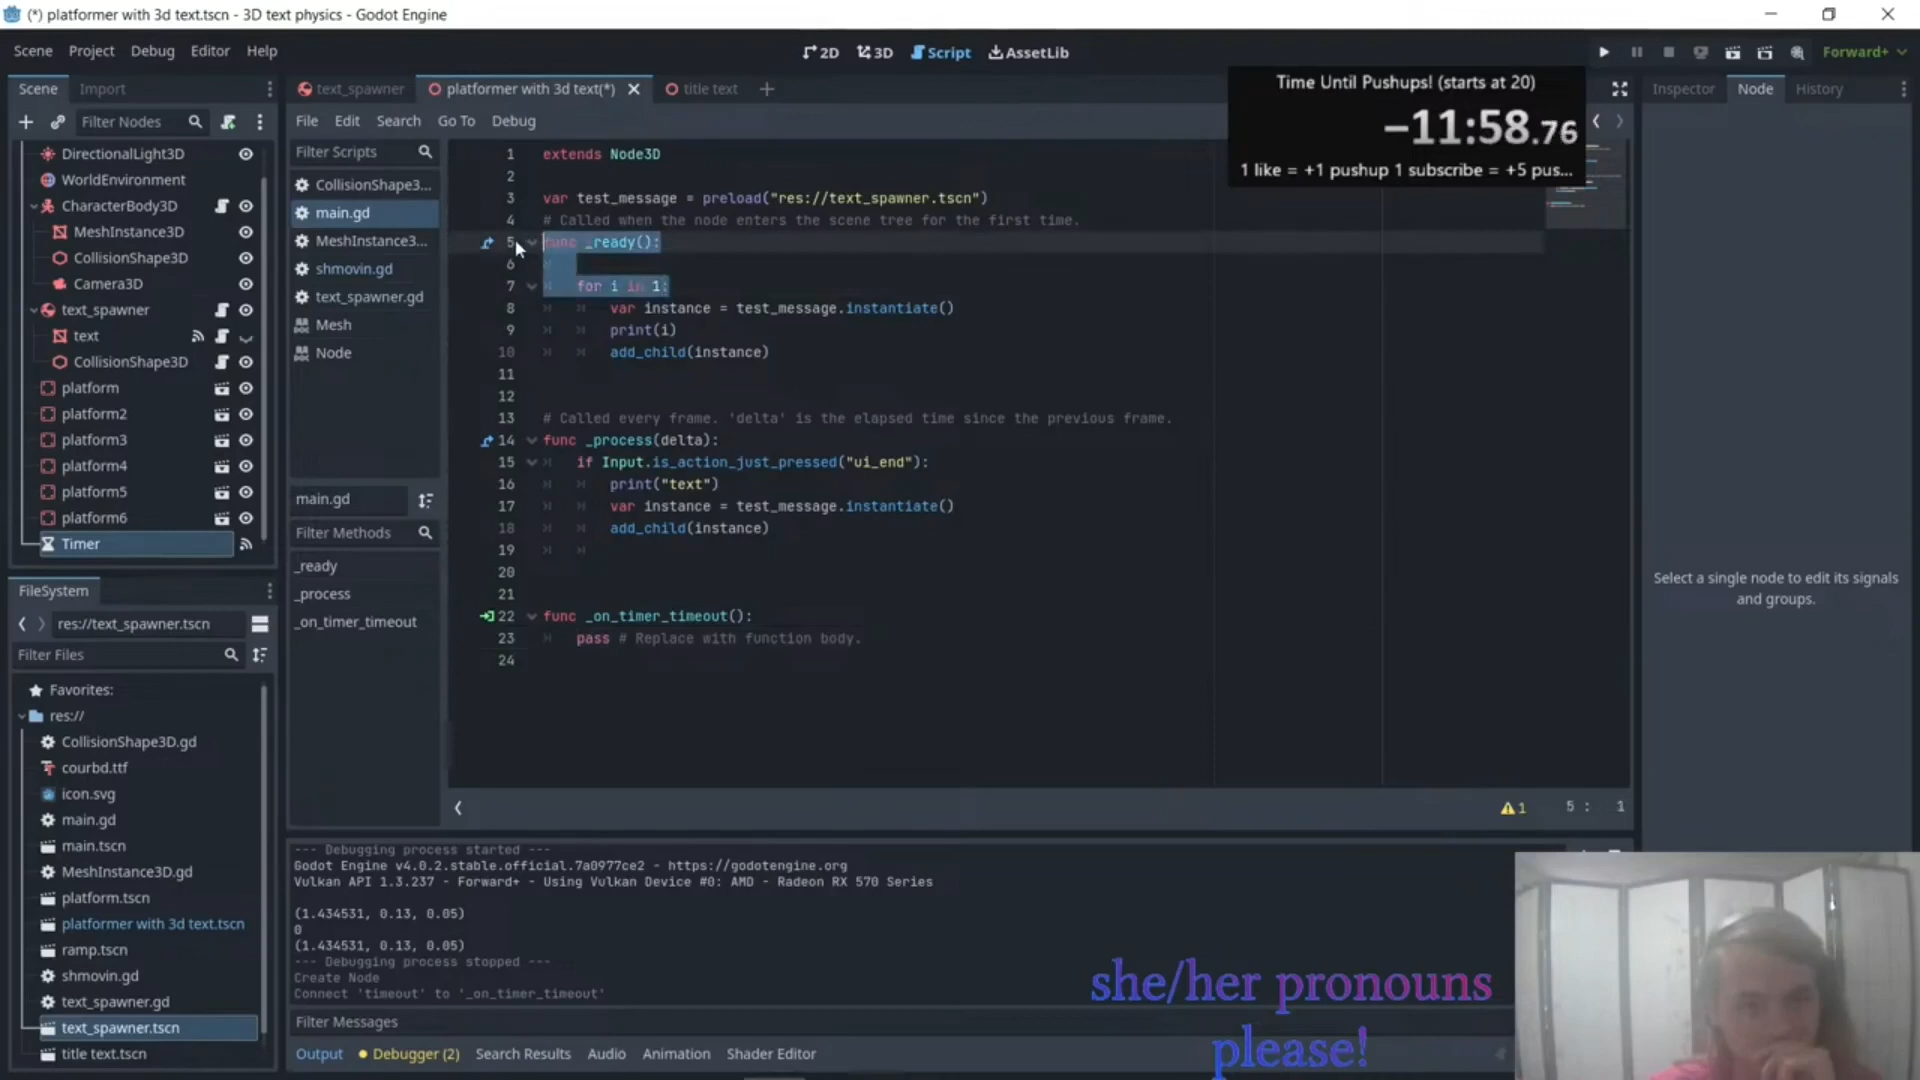 (*) platformer with 3d text.tscn - 3D text physics - Godot Engine
Scene Project Debug Editor Help
2D 3D Script AssetLib
Forward+
Time Until Pushups! (starts at 20)
−11:58.76
1 like = +1 pushup 1 subscribe = +5 pus...
Scene Import
Filter Nodes
DirectionalLight3D
WorldEnvironment
CharacterBody3D
MeshInstance3D
CollisionShape3D
Camera3D
text_spawner
text
CollisionShape3D
platform
platform2
platform3
platform4
platform5
platform6
Timer
FileSystem
res://text_spawner.tscn
Filter Files
Favorites:
res://
CollisionShape3D.gd
courbd.ttf
icon.svg
main.gd
main.tscn
MeshInstance3D.gd
platform.tscn
platformer with 3d text.tscn
ramp.tscn
shmovin.gd
text_spawner.gd
text_spawner.tscn
title text.tscn
text_spawner platformer with 3d text(*) title text
File Edit Search Go To Debug
Filter Scripts
CollisionShape3...
main.gd
MeshInstance3...
shmovin.gd
text_spawner.gd
Mesh
Node
main.gd
Filter Methods
_ready
_process
_on_timer_timeout
1 extends Node3D
2
3 var test_message = preload("res://text_spawner.tscn")
4 # Called when the node enters the scene tree for the first time.
5 func _ready():
6
7 for i in 1:
8 var instance = test_message.instantiate()
9 print(i)
10 add_child(instance)
11
12
13 # Called every frame. 'delta' is the elapsed time since the previous frame.
14 func _process(delta):
15 if Input.is_action_just_pressed("ui_end"):
16 print("text")
17 var instance = test_message.instantiate()
18 add_child(instance)
19
20
21
22 func _on_timer_timeout():
23 pass # Replace with function body.
24
1 5 : 1
--- Debugging process started ---
Godot Engine v4.0.2.stable.official.7a0977ce2 - https://godotengine.org
Vulkan API 1.3.237 - Forward+ - Using Vulkan Device #0: AMD - Radeon RX 570 Series
(1.434531, 0.13, 0.05)
0
(1.434531, 0.13, 0.05)
--- Debugging process stopped ---
Create Node
Connect 'timeout' to '_on_timer_timeout'
Filter Messages
Output Debugger (2) Search Results Audio Animation Shader Editor
Inspector Node History
Select a single node to edit its signals
and groups.
she/her pronouns
please!